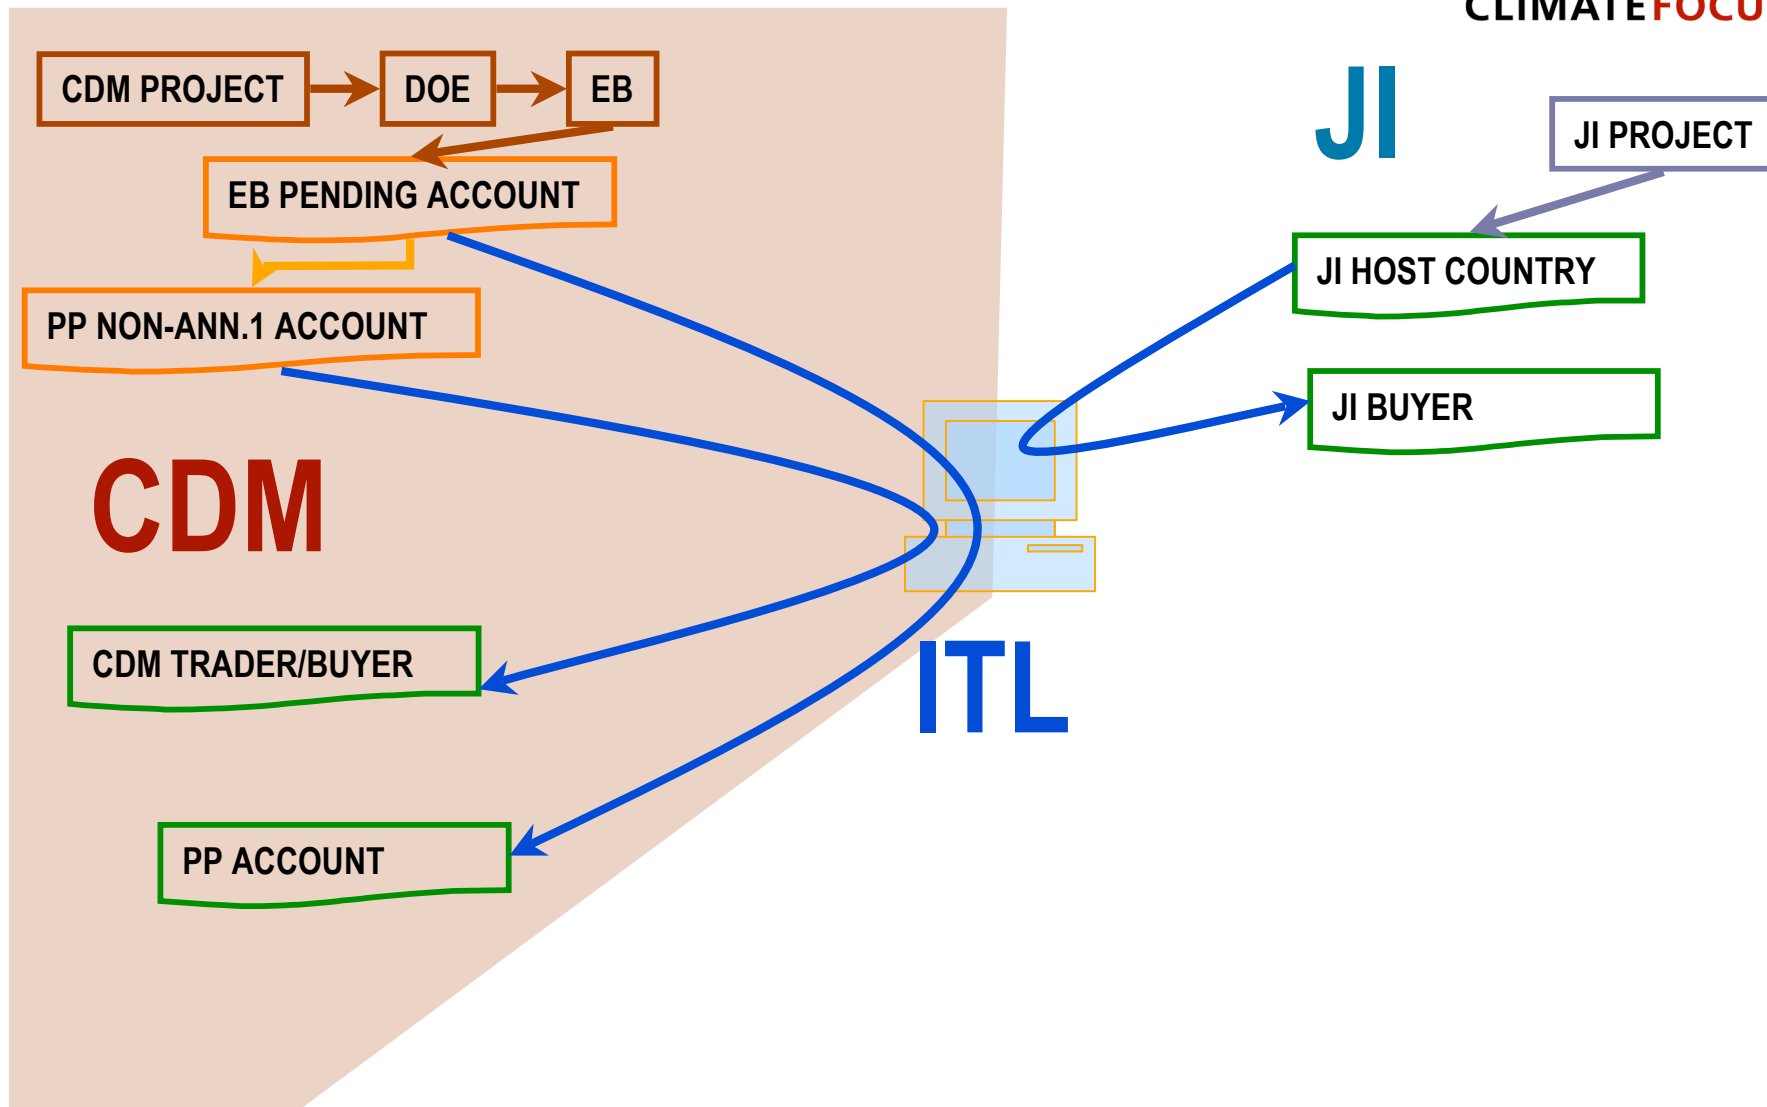 CLIMATEFOCU
CDM PROJECT
DOE
EB
JI
JI PROJECT
EB PENDING ACCOUNT
JI HOST COUNTRY
PP NON-ANN.1 ACCOUNT
JI BUYER
CDM
CDM TRADER/BUYER
ITL
PP ACCOUNT